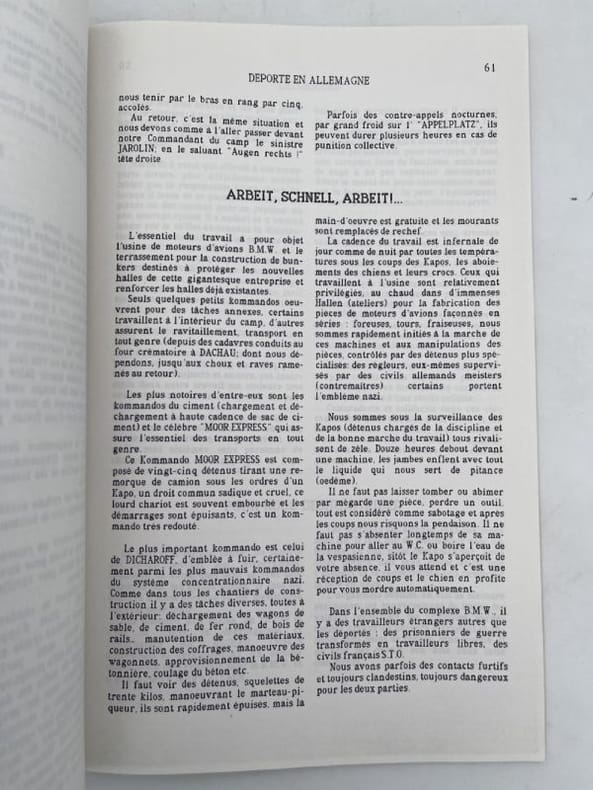 61
DEPORTE EN ALLEMAGNE
nous tenir par le bras en rang par cinq,
accolés.
Au retour, c'est la même situation et
nous devons comme à l'aller passer devant
notre Commandant du camp le sinistre
JAROLIN; en le saluant "Augen rechts !"
tête droite.
Parfois des contre-appels nocturnes,
par grand froid sur l' "APPELPLATZ", ils
peuvent durer plusieurs heures en cas de
punition collective.
ARBEIT, SCHNELL, ARBEIT!...
L'essentiel du travail a pour objet
l'usine de moteurs d'avions B.M.W. et le
terrassement pour la construction de bun-
kers destinés à protéger les nouvelles
halles de cette gigantesque entreprise et
renforcer les halles déjà existantes.
Seuls quelques petits kommandos oeu-
vrent pour des tâches annexes, certains
travaillent à l'intérieur du camp, d'autres
assurent le ravitaillement, transport en
tout genre (depuis des cadavres conduits au
four crématoire à DACHAU; dont nous dé-
pendons, jusqu'aux choux et raves rame-
nés au retour).
Les plus notoires d'entre-eux sont les
kommandos du ciment (chargement et dé-
chargement à haute cadence de sac de ci-
ment) et le célèbre "MOOR EXPRESS" qui as-
sure l'essentiel des transports en tout
genre.
Ce Kommando MOOR EXPRESS est com-
posé de vingt-cinq détenus tirant une re-
morque de camion sous les ordres d'un
Kapo, un droit commun sadique et cruel, ce
lourd chariot est souvent embourbé et les
démarrages sont épuisants, c'est un kom-
mando très redouté.
Le plus important kommando est celui
de DICHAROFF, d'emblée à fuir, certaine-
ment parmi les plus mauvais kommandos
du système concentrationnaire nazi.
Comme dans tous les chantiers de cons-
truction il y a des tâches diverses, toutes à
l'extérieur: déchargement des wagons de
sable, de ciment, de fer rond, de bois de
rails... manutention de ces matériaux,
construction des coffrages, manoeuvre des
wagonnets, approvisionnement de la bé-
tonnière, coulage du béton etc.
Il faut voir des détenus, squelettes de
trente kilos, manoeuvrant le marteau-pi-
queur, ils sont rapidement épuisés, mais la
main-d'oeuvre est gratuite et les mourants
sont remplacés de rechef.
La cadence du travail est infernale de
jour comme de nuit par toutes les tempéra-
tures sous les coups des Kapos, les aboie-
ments des chiens et leurs crocs. Ceux qui
travaillent à l'usine sont relativement
privilégiés, au chaud dans d'immenses
Hallen (ateliers) pour la fabrication des
pièces de moteurs d'avion façonnés en
séries : foreuses, tours, fraiseuses, nous
sommes rapidement initiés à la marche de
ces machines et aux manipulations des
pièces, contrôlés par des détenus plus spé-
cialisés: des régleurs, eux-mêmes supervi-
sés par des civils allemands meisters
(contremaîtres) certains portent
l'emblème nazi.
Nous sommes sous la surveillance des
Kapos (détenus chargés de la discipline et
de la bonne marche du travail) tous rivali-
sent de zèle. Douze heures debout devant
une machine, les jambes enflent avec tout
le liquide qui nous sert de pitance
(oedème).
Il ne faut pas laisser tomber ou abimer
par mégarde une pièce, perdre un outil,
tout est considéré comme sabotage et après
les coups nous risquons la pendaison. Il ne
faut pas s'absenter longtemps de sa ma-
chine pour aller au W.C. ou boire l'eau de
la vespasienne, sitôt le Kapo s'aperçoit de
votre absence, il vous attend et c'est une
réception de coups et le chien en profite
pour vous mordre automatiquement.
Dans l'ensemble du complexe B.M.W., il
y a des travailleurs étrangers autres que
les déportés : des prisonniers de guerre
transformés en travailleurs libres, des
civils français S.T.O.
Nous avons parfois des contacts furtifs
et toujours clandestins, toujours dangereux
pour les deux parties.